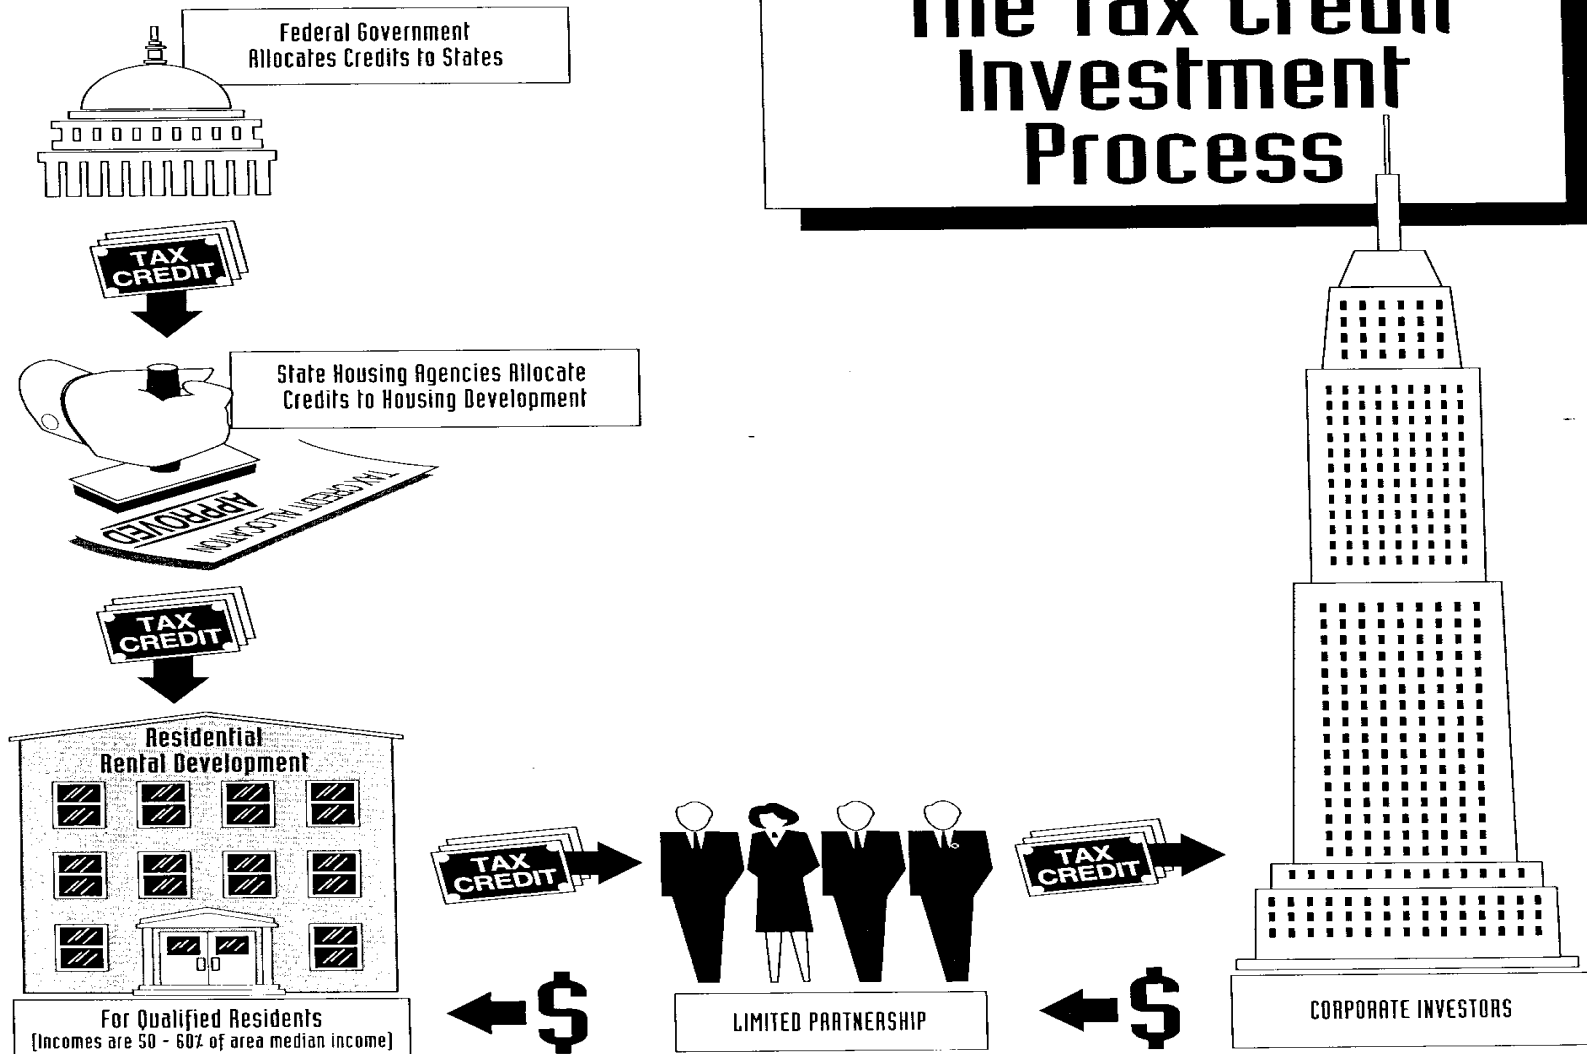 The Tax Credit
Investment
Process
Federal Government
Allocates Credits to States
TAX
CREDIT
State Housing Agencies Allocate
Credits to Housing Development
TAX CREDIT ALLOCATION
APPROVED
TAX
CREDIT
Residential
Rental Development
For Qualified Residents
(Incomes are 50 - 60% of area median income)
TAX
CREDIT
$
LIMITED PARTNERSHIP
TAX
CREDIT
$
CORPORATE INVESTORS